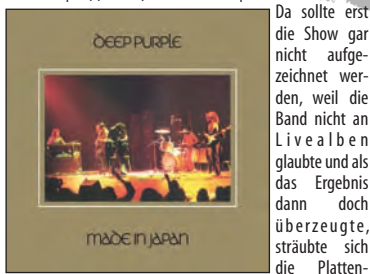 DEEP PURPLE
MADE IN JAPAN
Da sollte erst
die Show gar
nicht aufge-
zeichnet wer-
den, weil die
Band nicht an
Livealben
glaubte und als
das Ergebnis
dann doch
überzeugte,
sträubte sich
die Platten-